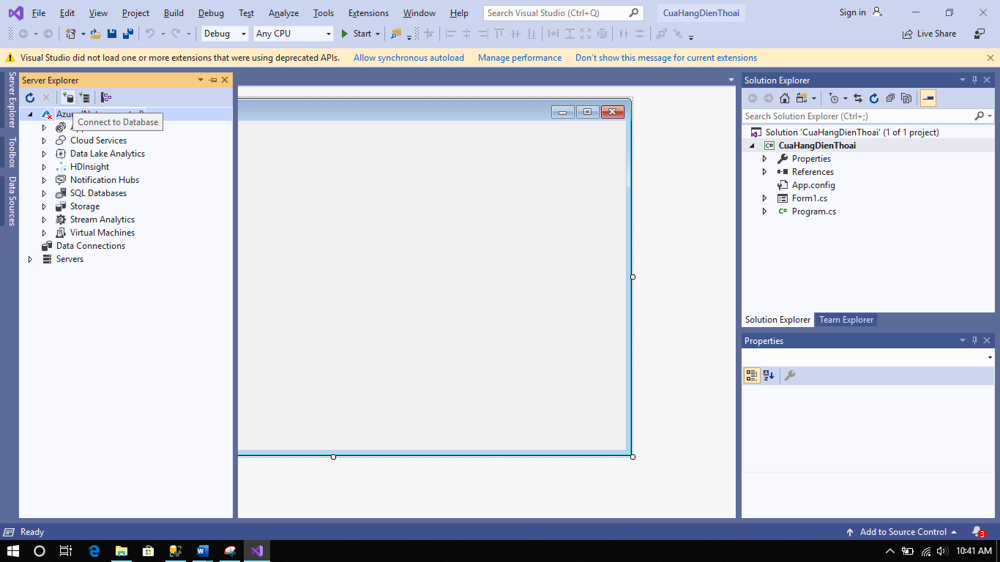 File Edit View Project Build Debug Test Analyze Tools Extensions Window Help Search Visual Studio (Ctrl+Q) CuaHangDienThoai Sign in
Debug Any CPU Start Live Share
Visual Studio did not load one or more extensions that were using deprecated APIs. Allow synchronous autoload Manage performance Don't show this message for current extensions
Server Explorer
Toolbox
Data Sources
Server Explorer
Connect to Database
Cloud Services
Data Lake Analytics
HDInsight
Notification Hubs
SQL Databases
Storage
Stream Analytics
Virtual Machines
Data Connections
Servers
Solution Explorer
Search Solution Explorer (Ctrl+;)
Solution 'CuaHangDienThoai' (1 of 1 project)
C# CuaHangDienThoai
Properties
References
App.config
Form1.cs
C# Program.cs
Solution Explorer Team Explorer
Properties
Ready Add to Source Control 3
10:41 AM